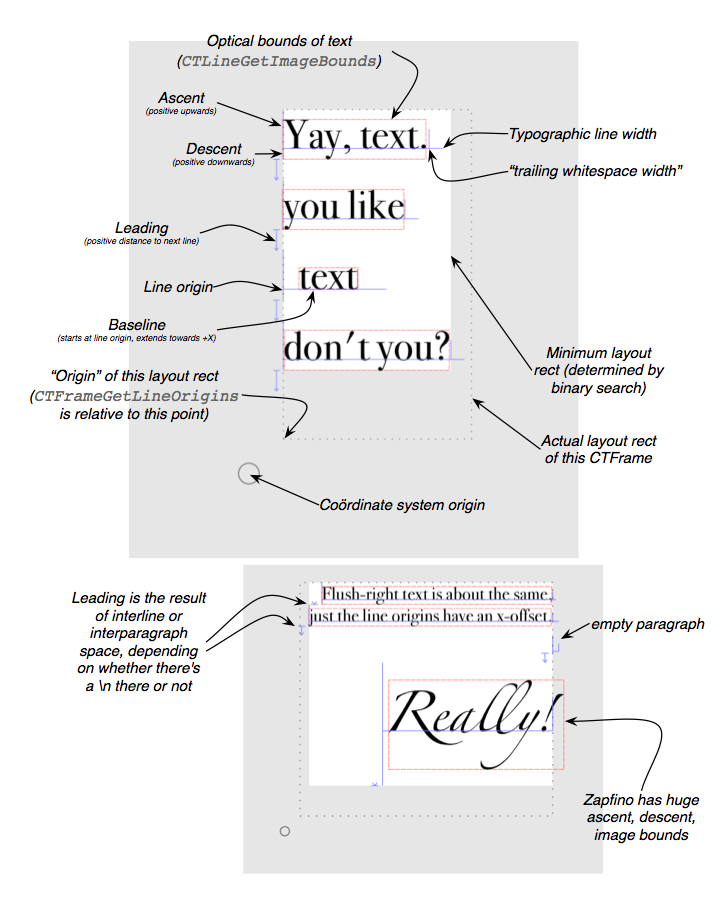 Optical bounds of text
(CTLineGetImageBounds)
Ascent
(positive upwards)
Descent
(positive downwards)
Yay, text.
Typographic line width
“trailing whitespace width”
you like
Leading
(positive distance to next line)
Line origin
text
Baseline
(starts at line origin, extends towards +X)
don't you?
Minimum layout
rect (determined by
binary search)
“Origin” of this layout rect
(CTFrameGetLineOrigins
is relative to this point)
Actual layout rect
of this CTFrame
Coördinate system origin
Leading is the result
of interline or
interparagraph
space, depending
on whether there's
a \n there or not
Flush-right text is about the same,
just the line origins have an x-offset.
empty paragraph
Really!
Zapfino has huge
ascent, descent,
image bounds